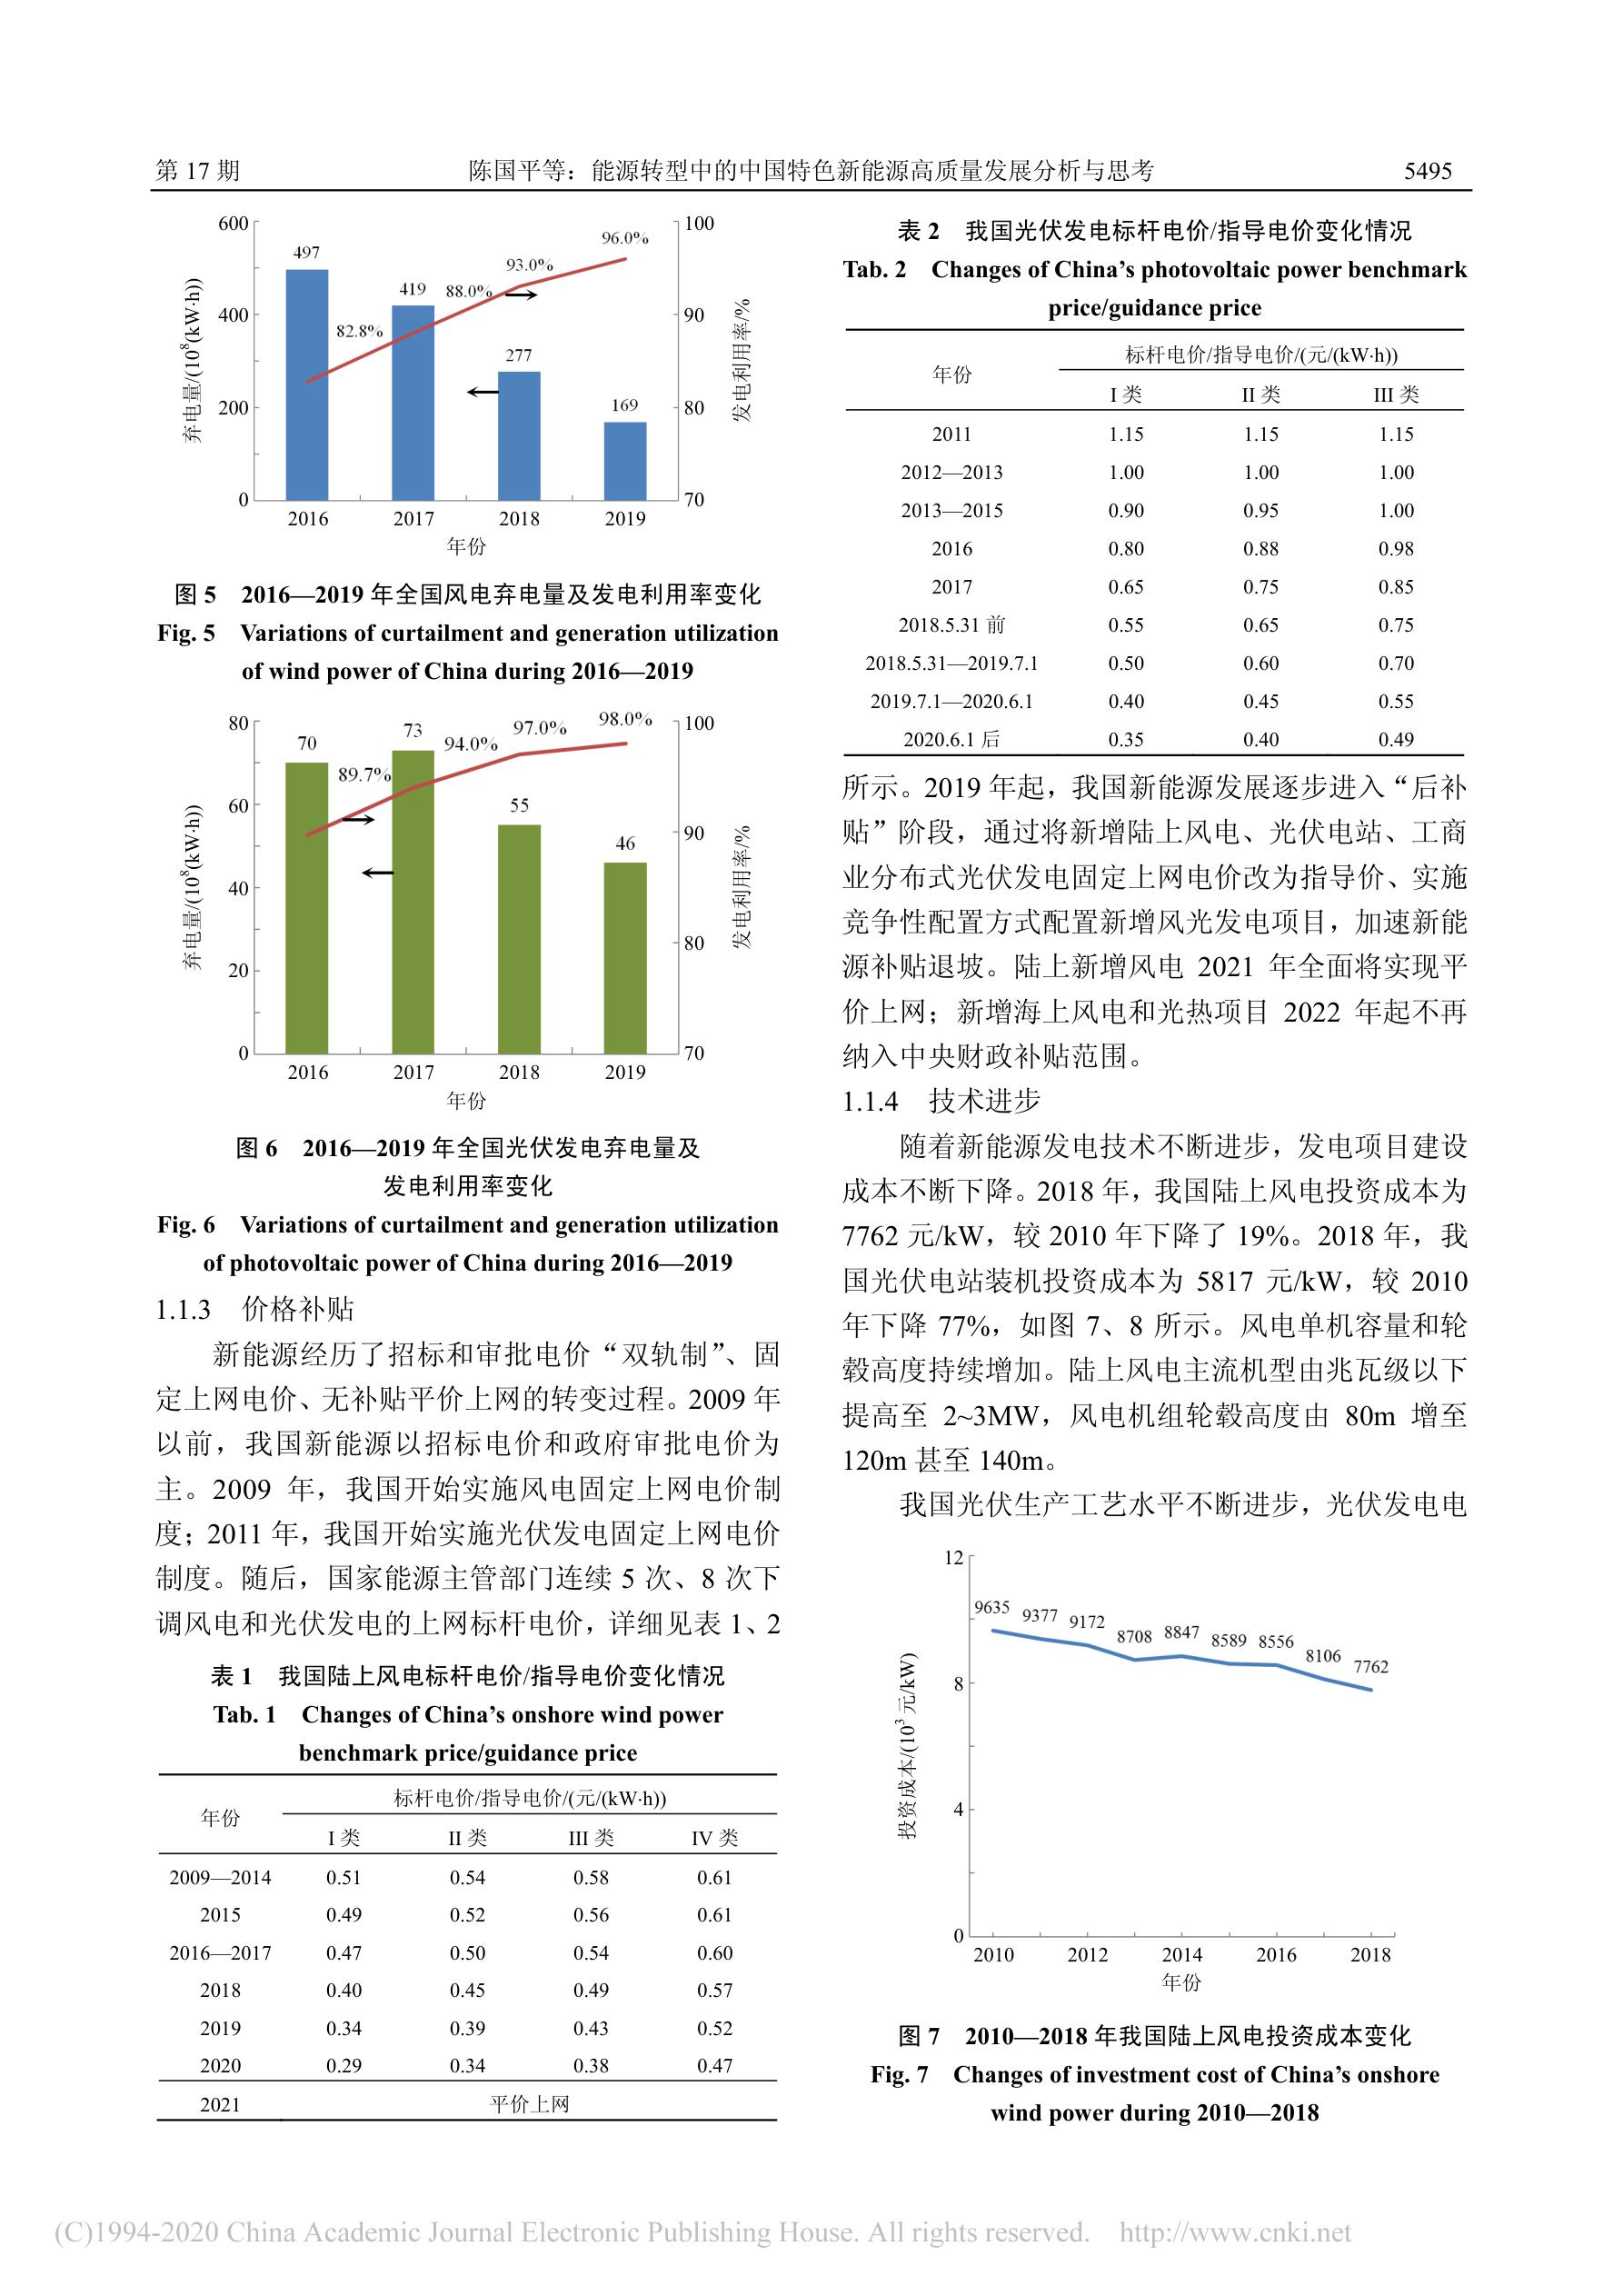 第 17 期 陈国平等：能源转型中的中国特色新能源高质量发展分析与思考 5495
600
400
200
0
弃电量/(10⁸(kW·h))
497
419
277
169
82.8%
88.0%
93.0%
96.0%
100
90
80
70
发电利用率/%
2016 2017 2018 2019
年份
图 5 2016—2019 年全国风电弃电量及发电利用率变化
Fig. 5 Variations of curtailment and generation utilization
of wind power of China during 2016—2019
80
60
40
20
0
弃电量/(10⁸(kW·h))
70
73
55
46
89.7%
94.0%
97.0%
98.0%
100
90
80
70
发电利用率/%
2016 2017 2018 2019
年份
图 6 2016—2019 年全国光伏发电弃电量及
发电利用率变化
Fig. 6 Variations of curtailment and generation utilization
of photovoltaic power of China during 2016—2019
1.1.3 价格补贴
新能源经历了招标和审批电价“双轨制”、固
定上网电价、无补贴平价上网的转变过程。2009 年
以前，我国新能源以招标电价和政府审批电价为
主。2009 年，我国开始实施风电固定上网电价制
度；2011 年，我国开始实施光伏发电固定上网电价
制度。随后，国家能源主管部门连续 5 次、8 次下
调风电和光伏发电的上网标杆电价，详细见表 1、2
表 1 我国陆上风电标杆电价/指导电价变化情况
Tab. 1 Changes of China’s onshore wind power
benchmark price/guidance price
年份 标杆电价/指导电价/(元/(kW·h))
I 类 II 类 III 类 IV 类
2009—2014 0.51 0.54 0.58 0.61
2015 0.49 0.52 0.56 0.61
2016—2017 0.47 0.50 0.54 0.60
2018 0.40 0.45 0.49 0.57
2019 0.34 0.39 0.43 0.52
2020 0.29 0.34 0.38 0.47
2021 平价上网
表 2 我国光伏发电标杆电价/指导电价变化情况
Tab. 2 Changes of China’s photovoltaic power benchmark
price/guidance price
年份 标杆电价/指导电价/(元/(kW·h))
I 类 II 类 III 类
2011 1.15 1.15 1.15
2012—2013 1.00 1.00 1.00
2013—2015 0.90 0.95 1.00
2016 0.80 0.88 0.98
2017 0.65 0.75 0.85
2018.5.31 前 0.55 0.65 0.75
2018.5.31—2019.7.1 0.50 0.60 0.70
2019.7.1—2020.6.1 0.40 0.45 0.55
2020.6.1 后 0.35 0.40 0.49
所示。2019 年起，我国新能源发展逐步进入“后补
贴”阶段，通过将新增陆上风电、光伏电站、工商
业分布式光伏发电固定上网电价改为指导价、实施
竞争性配置方式配置新增风光发电项目，加速新能
源补贴退坡。陆上新增风电 2021 年全面将实现平
价上网；新增海上风电和光热项目 2022 年起不再
纳入中央财政补贴范围。
1.1.4 技术进步
随着新能源发电技术不断进步，发电项目建设
成本不断下降。2018 年，我国陆上风电投资成本为
7762 元/kW，较 2010 年下降了 19%。2018 年，我
国光伏电站装机投资成本为 5817 元/kW，较 2010
年下降 77%，如图 7、8 所示。风电单机容量和轮
毂高度持续增加。陆上风电主流机型由兆瓦级以下
提高至 2~3MW，风电机组轮毂高度由 80m 增至
120m 甚至 140m。
我国光伏生产工艺水平不断进步，光伏发电电
12
8
4
0
投资成本/(10³ 元/kW)
9635 9377 9172 8708 8847 8589 8556 8106 7762
2010 2012 2014 2016 2018
年份
图 7 2010—2018 年我国陆上风电投资成本变化
Fig. 7 Changes of investment cost of China’s onshore
wind power during 2010—2018
(C)1994-2020 China Academic Journal Electronic Publishing House. All rights reserved. http://www.cnki.net